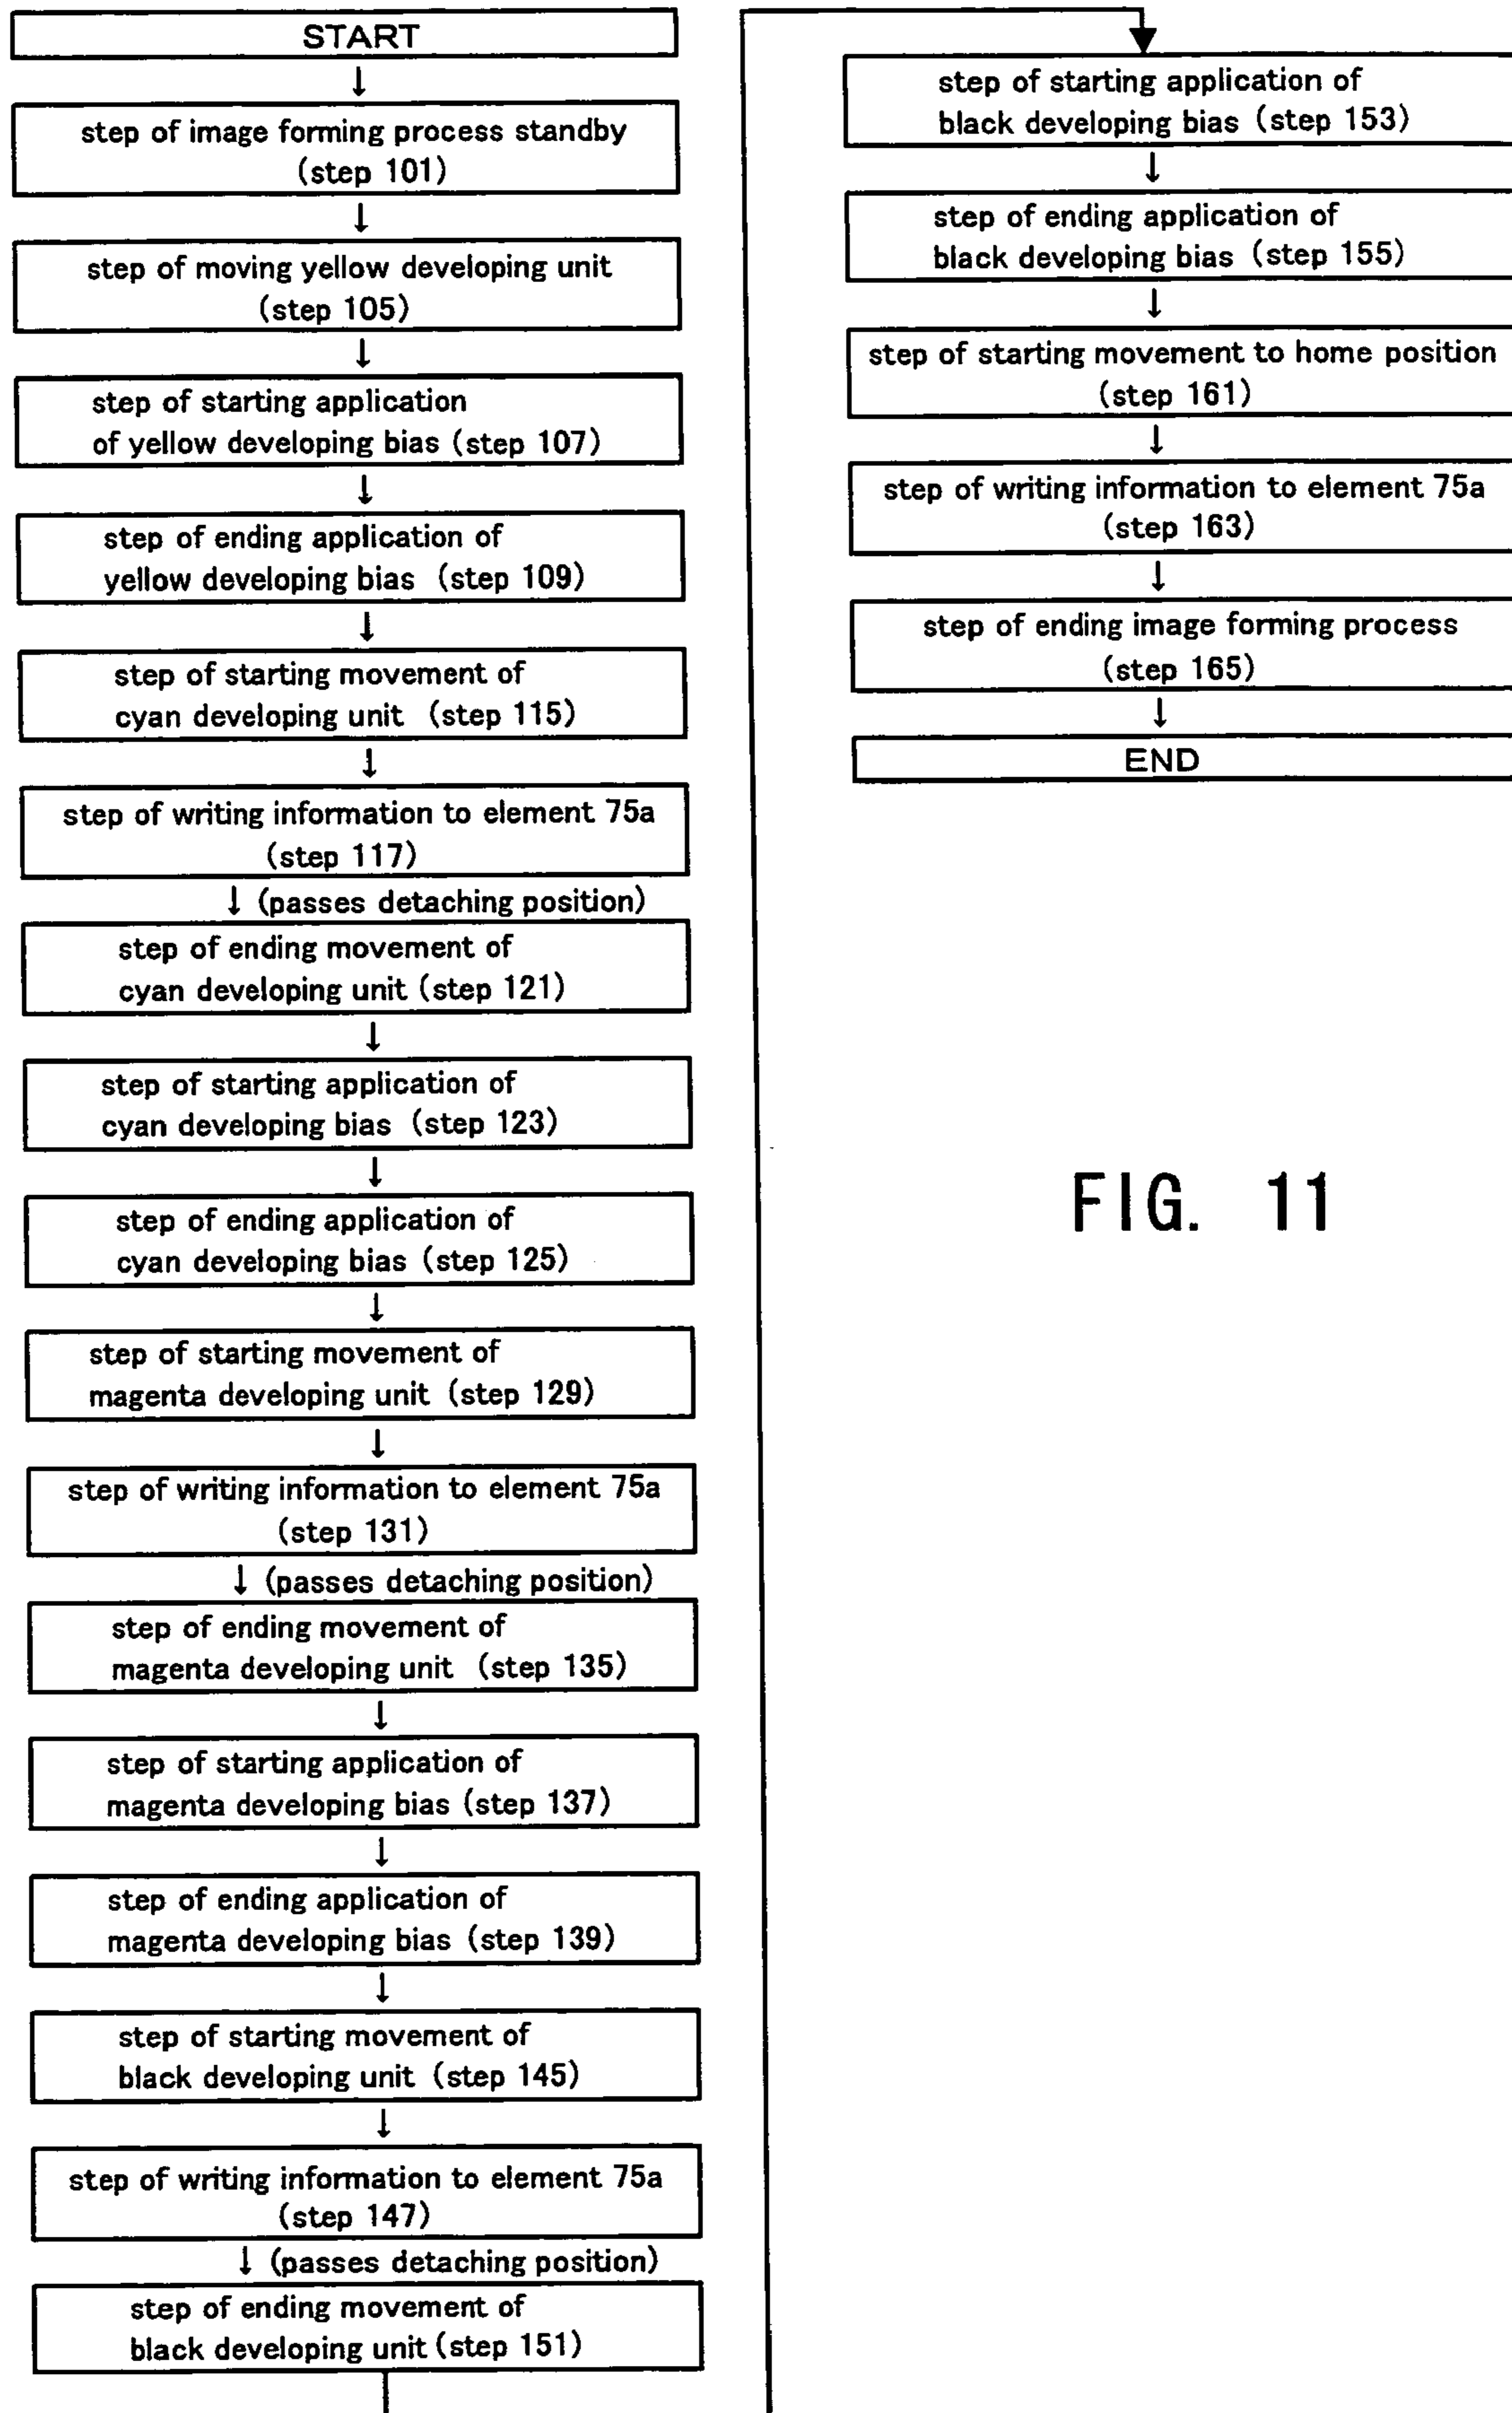 START
↓
step of image forming process standby
(step 101)
↓
step of moving yellow developing unit
(step 105)
↓
step of starting application
of yellow developing bias (step 107)
↓
step of ending application of
yellow developing bias (step 109)
↓
step of starting movement of
cyan developing unit (step 115)
↓
step of writing information to element 75a
(step 117)
↓ (passes detaching position)
step of ending movement of
cyan developing unit (step 121)
↓
step of starting application of
cyan developing bias (step 123)
↓
step of ending application of
cyan developing bias (step 125)
↓
step of starting movement of
magenta developing unit (step 129)
↓
step of writing information to element 75a
(step 131)
↓ (passes detaching position)
step of ending movement of
magenta developing unit (step 135)
↓
step of starting application of
magenta developing bias (step 137)
↓
step of ending application of
magenta developing bias (step 139)
↓
step of starting movement of
black developing unit (step 145)
↓
step of writing information to element 75a
(step 147)
↓ (passes detaching position)
step of ending movement of
black developing unit (step 151)
step of starting application of
black developing bias (step 153)
↓
step of ending application of
black developing bias (step 155)
↓
step of starting movement to home position
(step 161)
↓
step of writing information to element 75a
(step 163)
↓
step of ending image forming process
(step 165)
↓
END
FIG. 11